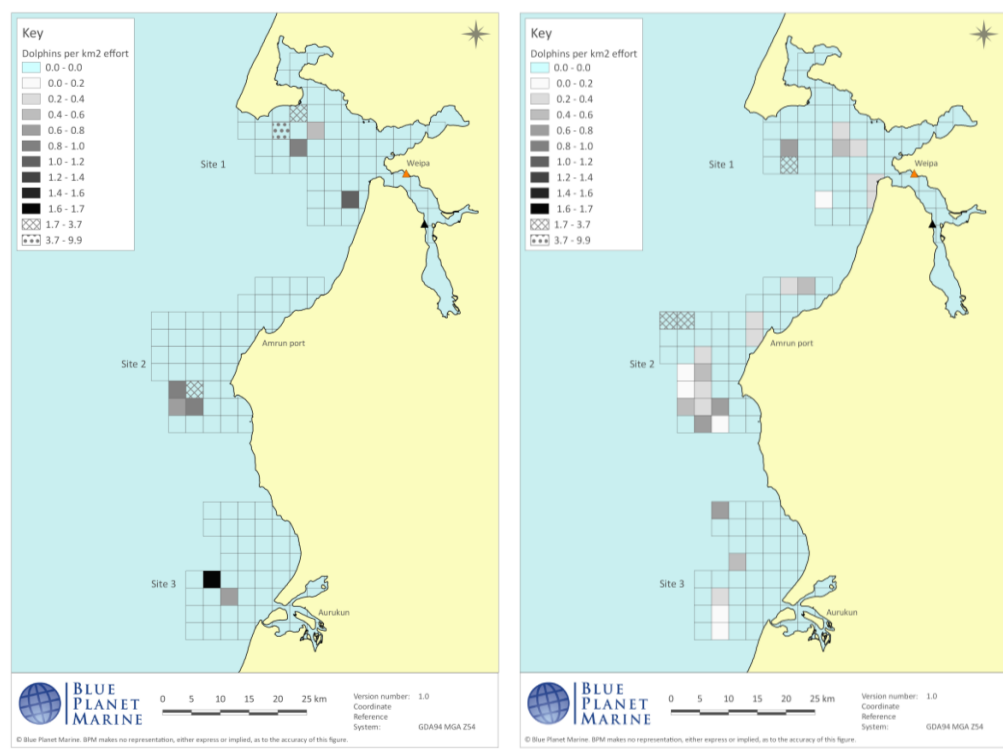 Key
Dolphins per km2 effort
0.0 - 0.0
0.0 - 0.2
0.2 - 0.4
0.4 - 0.6
0.6 - 0.8
0.8 - 1.0
1.0 - 1.2
1.2 - 1.4
1.4 - 1.6
1.6 - 1.7
1.7 - 3.7
3.7 - 9.9
Site 1
Weipa
Amrun port
Site 2
Site 3
Aurukun
BLUE
PLANET
MARINE
0 5 10 15 20 25 km
Version number: 1.0
Coordinate
Reference
System: GDA94 MGA Z54
© Blue Planet Marine. BPM makes no representation, either express or implied, as to the accuracy of this figure.
Key
Dolphins per km2 effort
0.0 - 0.0
0.0 - 0.2
0.2 - 0.4
0.4 - 0.6
0.6 - 0.8
0.8 - 1.0
1.0 - 1.2
1.2 - 1.4
1.4 - 1.6
1.6 - 1.7
1.7 - 3.7
3.7 - 9.9
Site 1
Weipa
Amrun port
Site 2
Site 3
Aurukun
BLUE
PLANET
MARINE
0 5 10 15 20 25 km
Version number: 1.0
Coordinate
Reference
System: GDA94 MGA Z54
© Blue Planet Marine. BPM makes no representation, either express or implied, as to the accuracy of this figure.